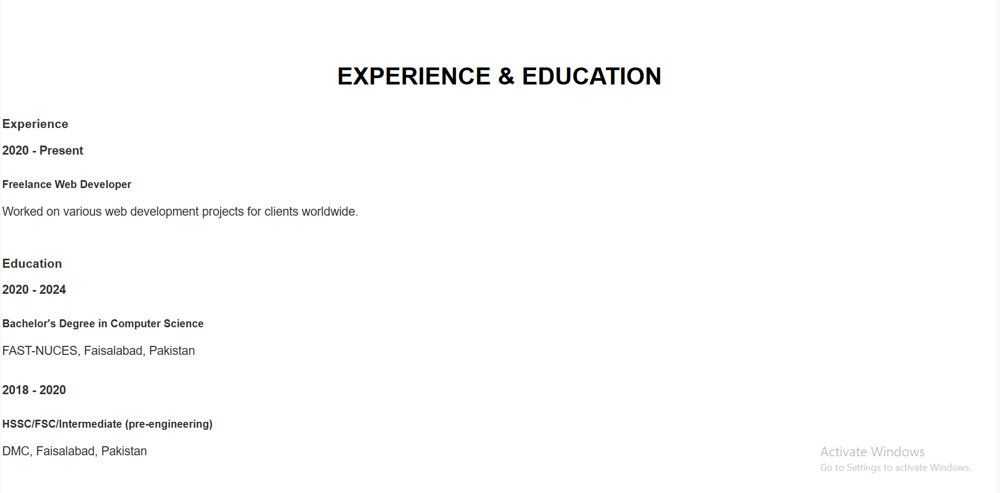 EXPERIENCE & EDUCATION
Experience
2020 - Present
Freelance Web Developer
Worked on various web development projects for clients worldwide.
Education
2020 - 2024
Bachelor's Degree in Computer Science
FAST-NUCES, Faisalabad, Pakistan
2018 - 2020
HSSC/FSC/Intermediate (pre-engineering)
DMC, Faisalabad, Pakistan
Activate Windows
Go to Settings to activate Windows.